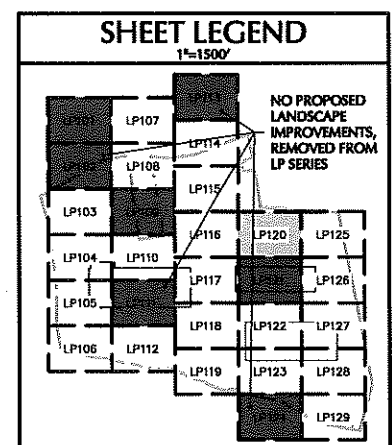 SHEET LEGEND
1"=1500'
NO PROPOSED
LANDSCAPE
IMPROVEMENTS,
REMOVED FROM
LP SERIES
LP107
LP114
LP108
LP115
LP103
LP116
LP120
LP125
LP104
LP110
LP117
LP126
LP105
LP118
LP122
LP127
LP106
LP112
LP119
LP123
LP128
LP129